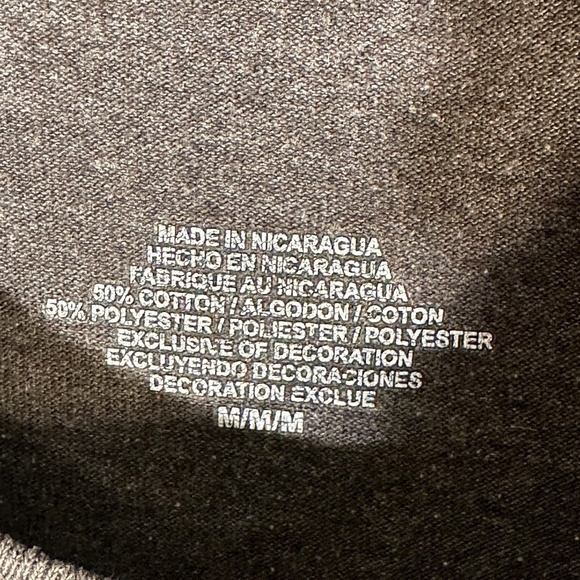 MADE IN NICARAGUA
HECHO EN NICARAGUA
FABRIQUE AU NICARAGUA
50% COTTON / ALGODON / COTON
50% POLYESTER / POLIESTER / POLYESTER
EXCLUSIVE OF DECORATION
EXCLUYENDO DECORACIONES
DECORATION EXCLUE
M/M/M